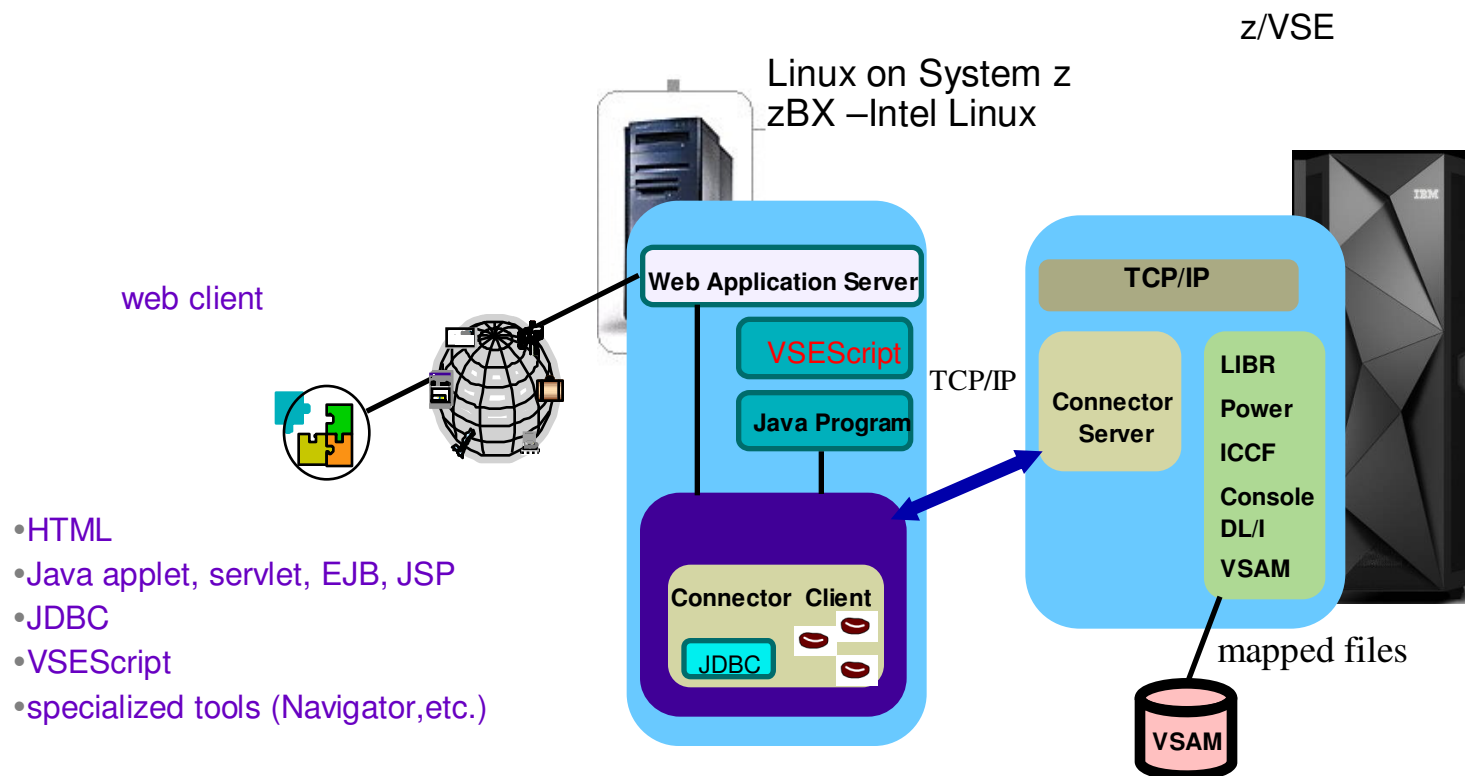 z/VSE
Linux on System z
zBX –Intel Linux
IBM
web client
Web Application Server
VSEScript
Java Program
TCP/IP
TCP/IP
Connector
Server
LIBR
Power
ICCF
Console
DL/I
VSAM
Connector Client
JDBC
mapped files
VSAM
•HTML
•Java applet, servlet, EJB, JSP
•JDBC
•VSEScript
•specialized tools (Navigator,etc.)